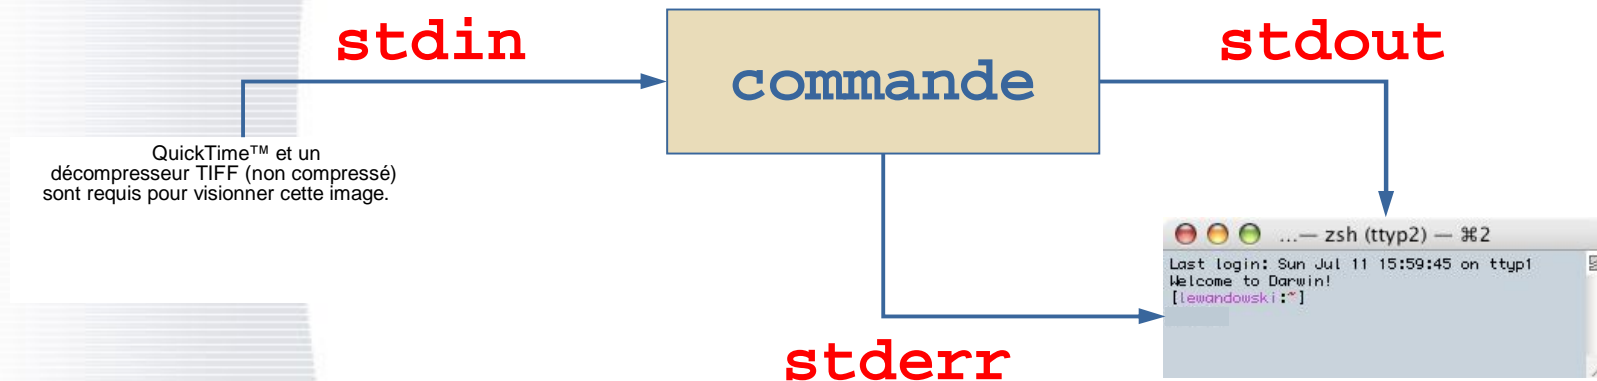 stdin
commande
stdout
QuickTime™ et un
décompresseur TIFF (non compressé)
sont requis pour visionner cette image.
...— zsh (ttyp2) — ⌘2
Last login: Sun Jul 11 15:59:45 on ttyp1
Welcome to Darwin!
[lewandowski:~]
stderr